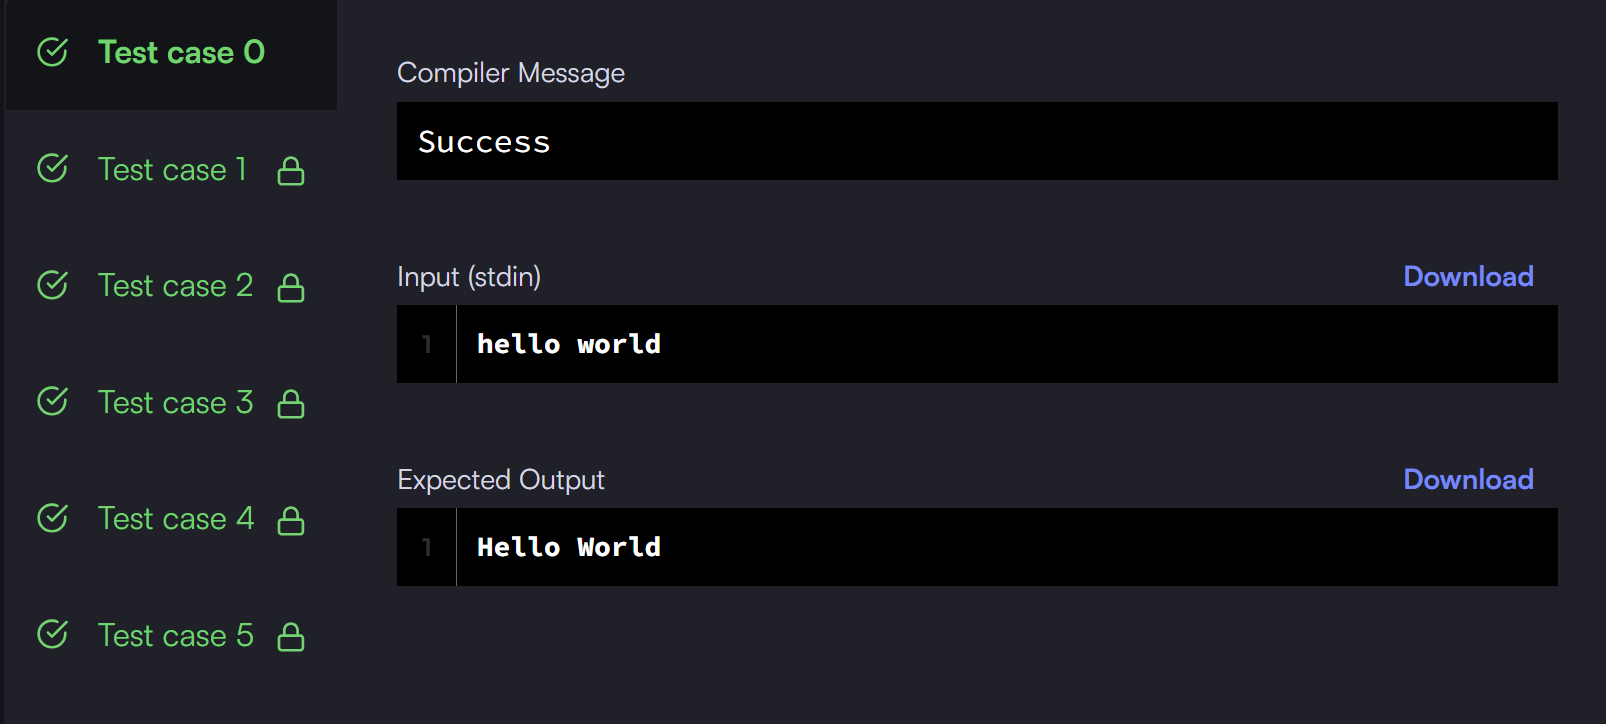 Test case 0
Test case 1
Test case 2
Test case 3
Test case 4
Test case 5
Compiler Message
Success
Input (stdin)
Download
1 hello world
Expected Output
Download
1 Hello World